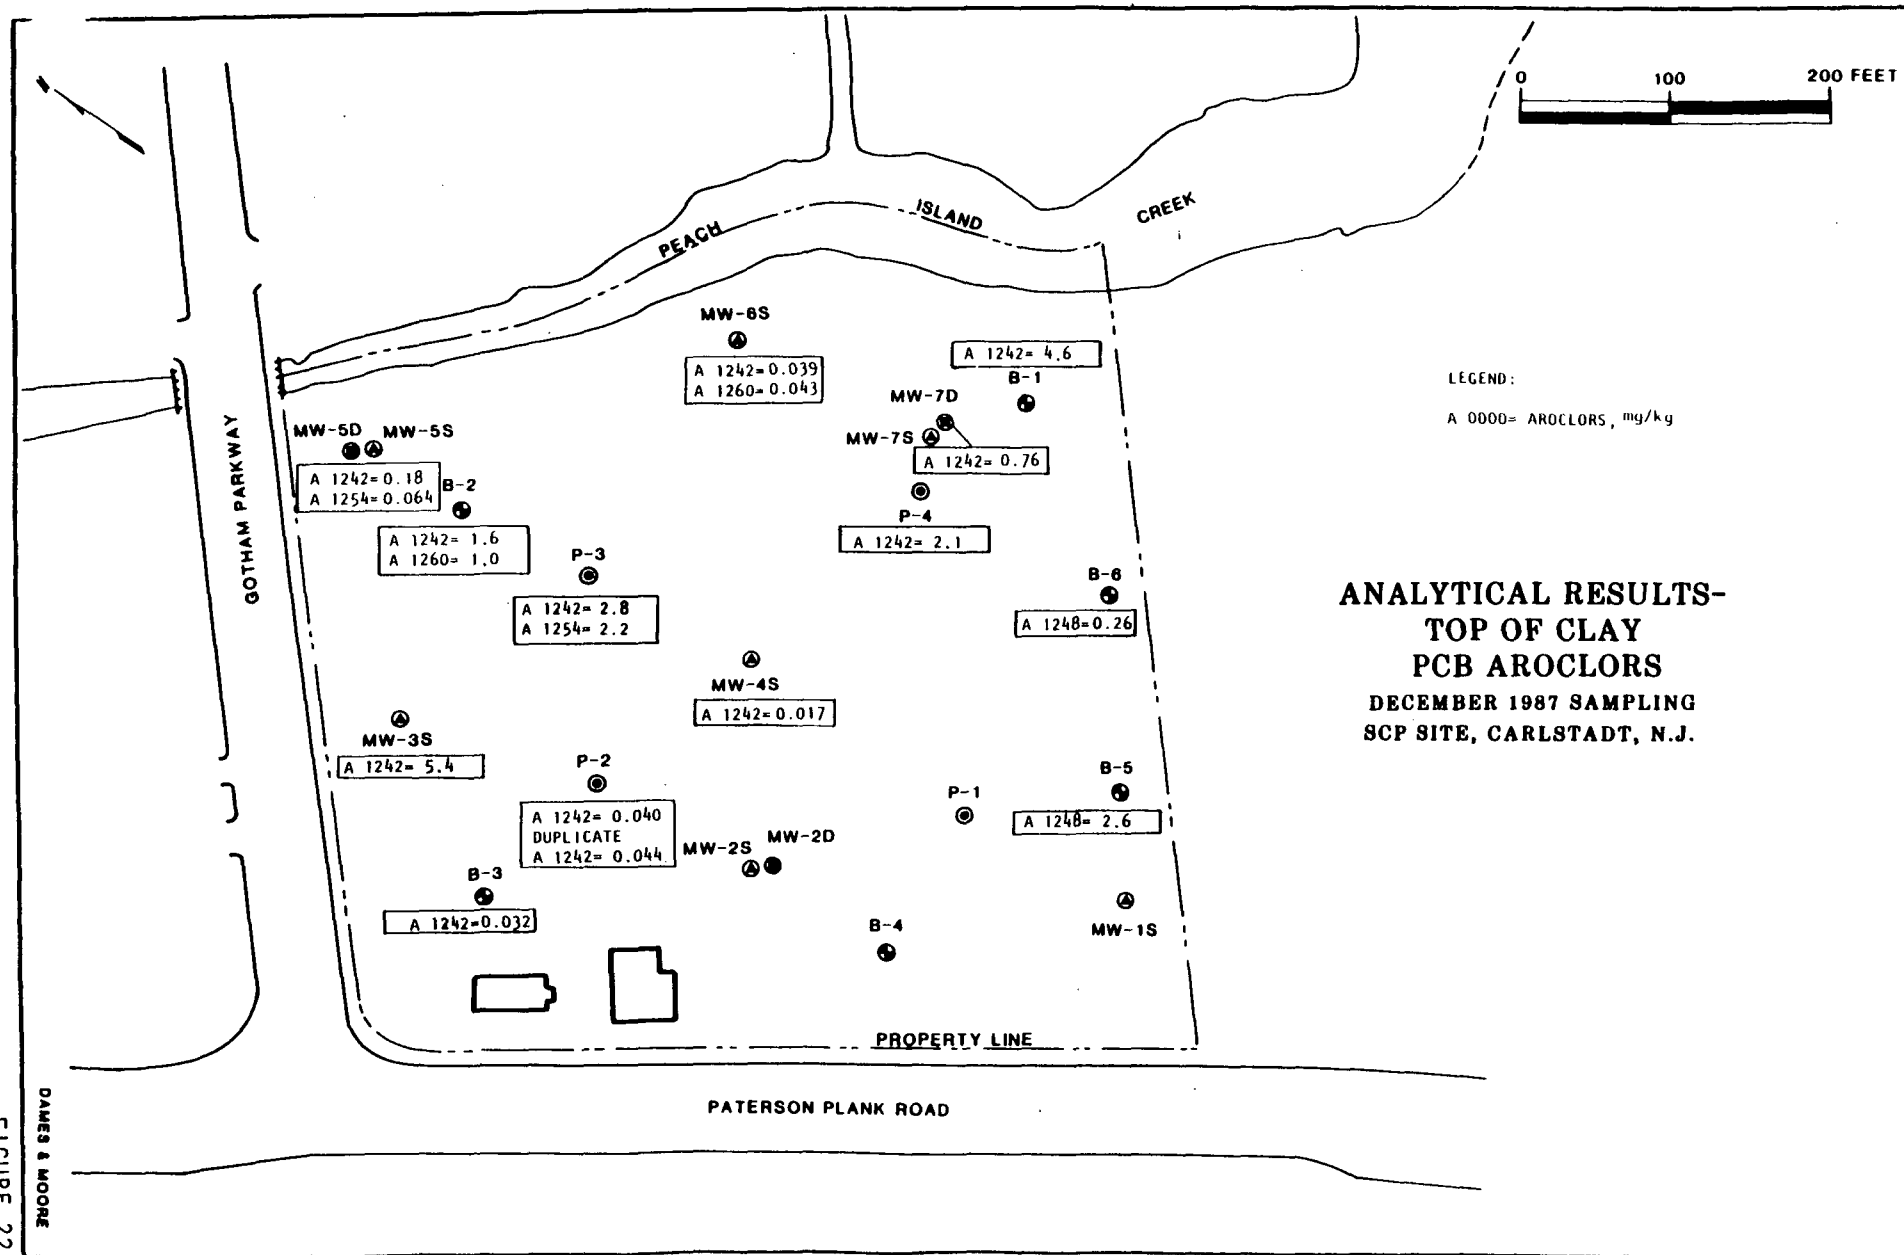 0 100 200 FEET
PEACH ISLAND CREEK
MW-6S
A 1242=0.039
A 1260=0.043
A 1242= 4.6
B-1
MW-7D
MW-7S
A 1242= 0.76
P-4
A 1242= 2.1
LEGEND:
A 0000= AROCLORS, mg/kg
GOTHAM PARKWAY
MW-5D MW-5S
A 1242=0.18
A 1254=0.064
B-2
A 1242= 1.6
A 1260= 1.0
P-3
A 1242= 2.8
A 1254= 2.2
B-6
A 1248=0.26
MW-4S
A 1242=0.017
ANALYTICAL RESULTS-
TOP OF CLAY
PCB AROCLORS
DECEMBER 1987 SAMPLING
SCP SITE, CARLSTADT, N.J.
MW-3S
A 1242= 5.4
P-2
A 1242= 0.040
DUPLICATE
A 1242= 0.044
MW-2S MW-2D
P-1
B-5
A 1248= 2.6
B-3
A 1242=0.032
B-4
MW-1S
PROPERTY LINE
PATERSON PLANK ROAD
DAMES & MOORE
FIGURE 22